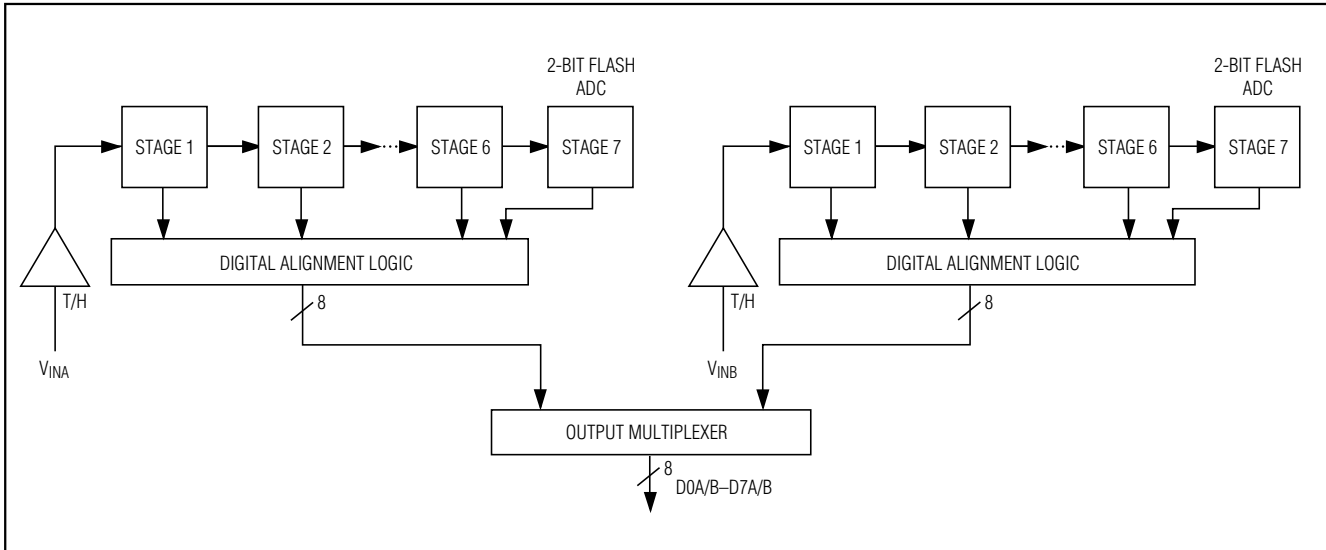 2-BIT FLASH
ADC
STAGE 1
STAGE 2
STAGE 6
STAGE 7
DIGITAL ALIGNMENT LOGIC
T/H
8
VINA
2-BIT FLASH
ADC
STAGE 1
STAGE 2
STAGE 6
STAGE 7
DIGITAL ALIGNMENT LOGIC
T/H
8
VINB
OUTPUT MULTIPLEXER
8
D0A/B–D7A/B